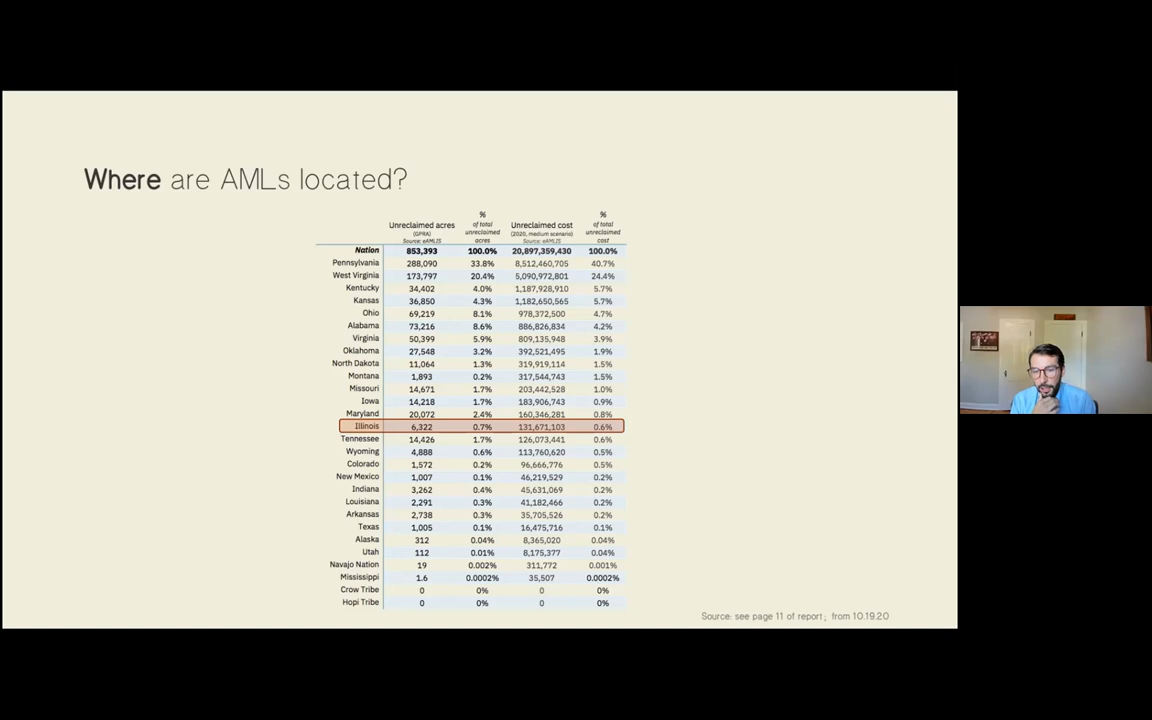 Where are AMLs located?
Unreclaimed acres (GPRA) Source: eAMLIS % of total unreclaimed acres Unreclaimed cost (2020, medium scenario) Source: eAMLIS % of total unreclaimed cost
Nation 853,393 100.0% 20,897,359,430 100.0%
Pennsylvania 288,090 33.8% 8,512,460,705 40.7%
West Virginia 173,797 20.4% 5,090,972,801 24.4%
Kentucky 34,402 4.0% 1,187,928,910 5.7%
Kansas 36,850 4.3% 1,182,650,565 5.7%
Ohio 69,219 8.1% 978,372,500 4.7%
Alabama 73,216 8.6% 886,826,834 4.2%
Virginia 50,399 5.9% 809,135,948 3.9%
Oklahoma 27,548 3.2% 392,521,495 1.9%
North Dakota 11,064 1.3% 319,919,114 1.5%
Montana 1,893 0.2% 317,544,743 1.5%
Missouri 14,671 1.7% 203,442,528 1.0%
Iowa 14,218 1.7% 183,906,743 0.9%
Maryland 20,072 2.4% 160,346,281 0.8%
Illinois 6,322 0.7% 131,671,103 0.6%
Tennessee 14,426 1.7% 126,073,441 0.6%
Wyoming 4,888 0.6% 113,760,620 0.5%
Colorado 1,572 0.2% 96,666,776 0.5%
New Mexico 1,007 0.1% 46,219,529 0.2%
Indiana 3,262 0.4% 45,631,069 0.2%
Louisiana 2,291 0.3% 41,182,466 0.2%
Arkansas 2,738 0.3% 35,705,526 0.2%
Texas 1,005 0.1% 16,475,716 0.1%
Alaska 312 0.04% 8,365,020 0.04%
Utah 112 0.01% 8,175,377 0.04%
Navajo Nation 19 0.002% 311,772 0.001%
Mississippi 1.6 0.0002% 35,507 0.0002%
Crow Tribe 0 0% 0 0%
Hopi Tribe 0 0% 0 0%
Source: see page 11 of report; from 10.19.20